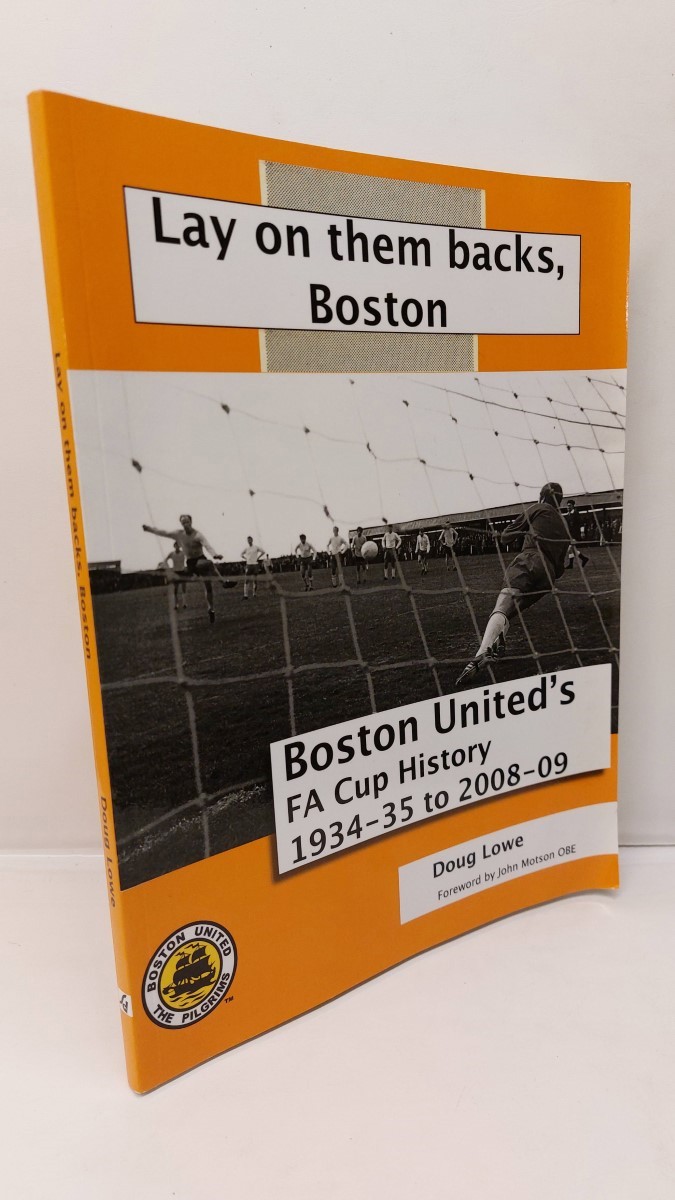 Lay on them backs,
Boston
Boston United's
FA Cup History
1934-35 to 2008-09
Doug Lowe
Foreword by John Motson OBE
BOSTON UNITED
THE PILGRIMS
TM
Lay on them backs, Boston
Doug Lowe